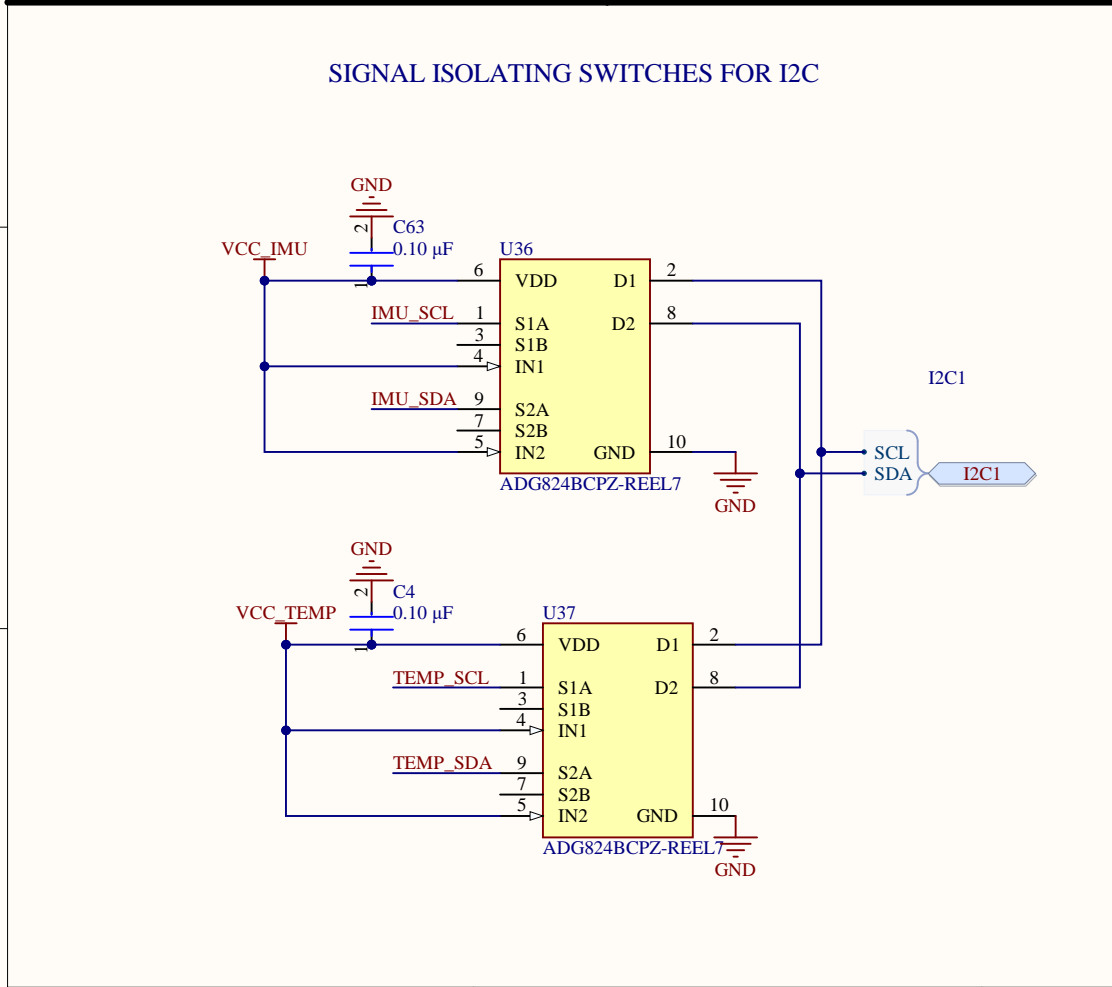 SIGNAL ISOLATING SWITCHES FOR I2C
GND
2
C63
0.10 µF
1
VCC_IMU
U36
6 VDD D1 2
IMU_SCL 1 S1A D2 8
3 S1B
4 IN1
IMU_SDA 9 S2A
7 S2B
5 IN2 GND 10
ADG824BCPZ-REEL7
GND
I2C1
SCL
SDA
I2C1
GND
2
C4
0.10 µF
1
VCC_TEMP
U37
6 VDD D1 2
TEMP_SCL 1 S1A D2 8
3 S1B
4 IN1
TEMP_SDA 9 S2A
7 S2B
5 IN2 GND 10
ADG824BCPZ-REEL7
GND